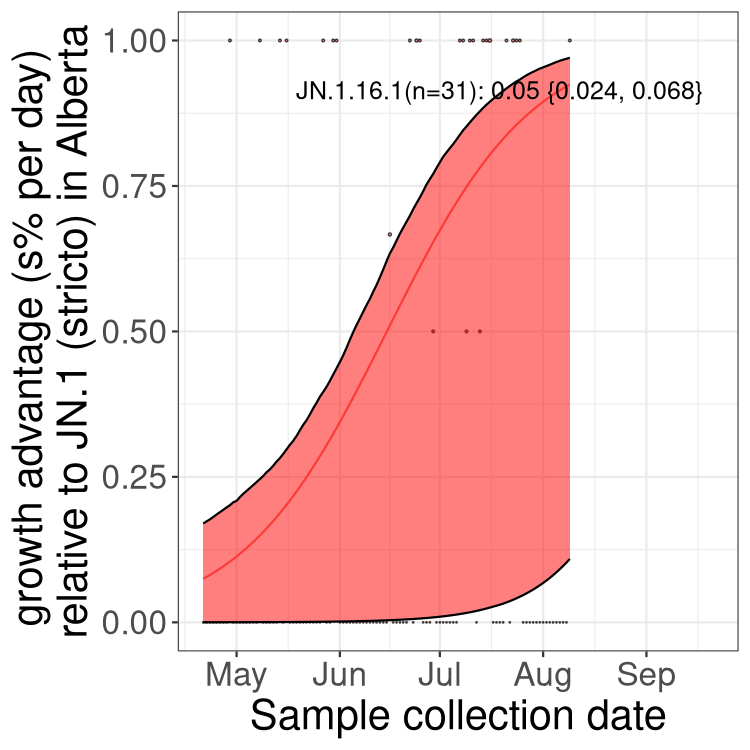 growth advantage (s% per day)
relative to JN.1 (stricto) in Alberta
1.00
0.75
0.50
0.25
0.00
JN.1.16.1(n=31): 0.05 {0.024, 0.068}
May Jun Jul Aug Sep
Sample collection date